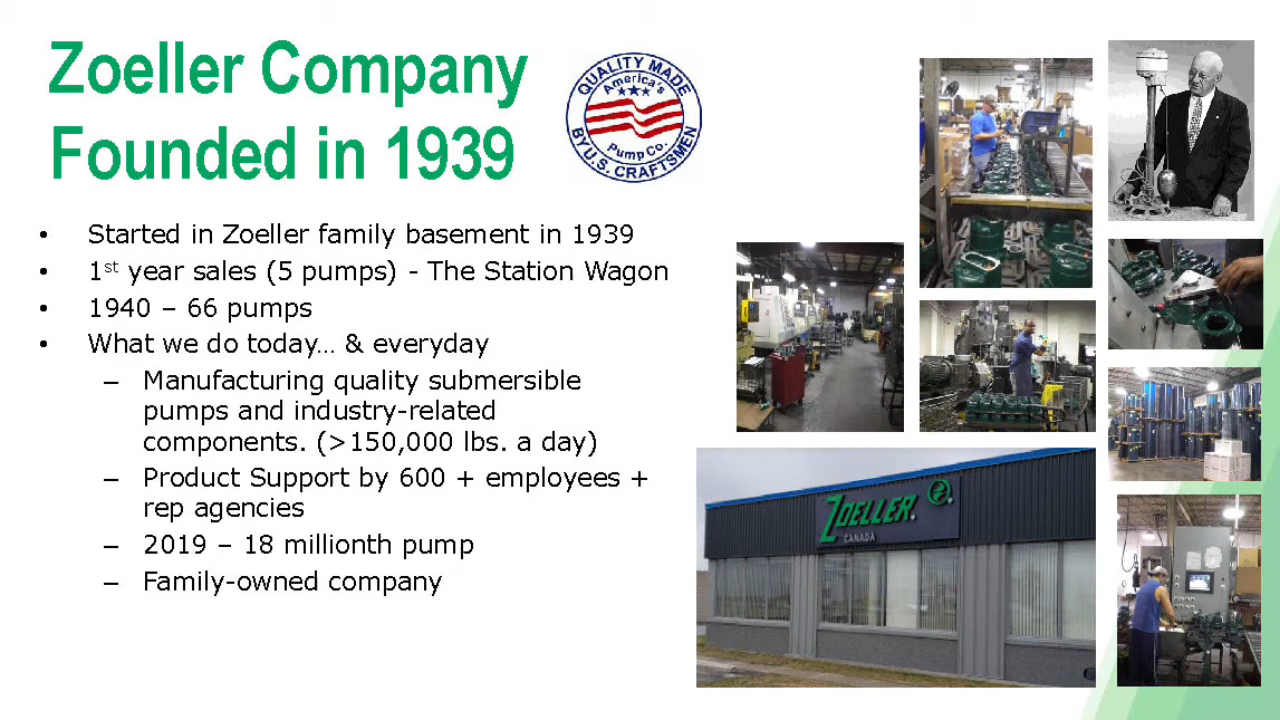 Zoeller Company
Founded in 1939
QUALITY MADE
America's
Pump Co.
BY U.S. CRAFTSMEN
• Started in Zoeller family basement in 1939
• 1st year sales (5 pumps) - The Station Wagon
• 1940 – 66 pumps
• What we do today… & everyday
– Manufacturing quality submersible
pumps and industry-related
components. (>150,000 lbs. a day)
– Product Support by 600 + employees +
rep agencies
– 2019 – 18 millionth pump
– Family-owned company
ZOELLER.
CANADA